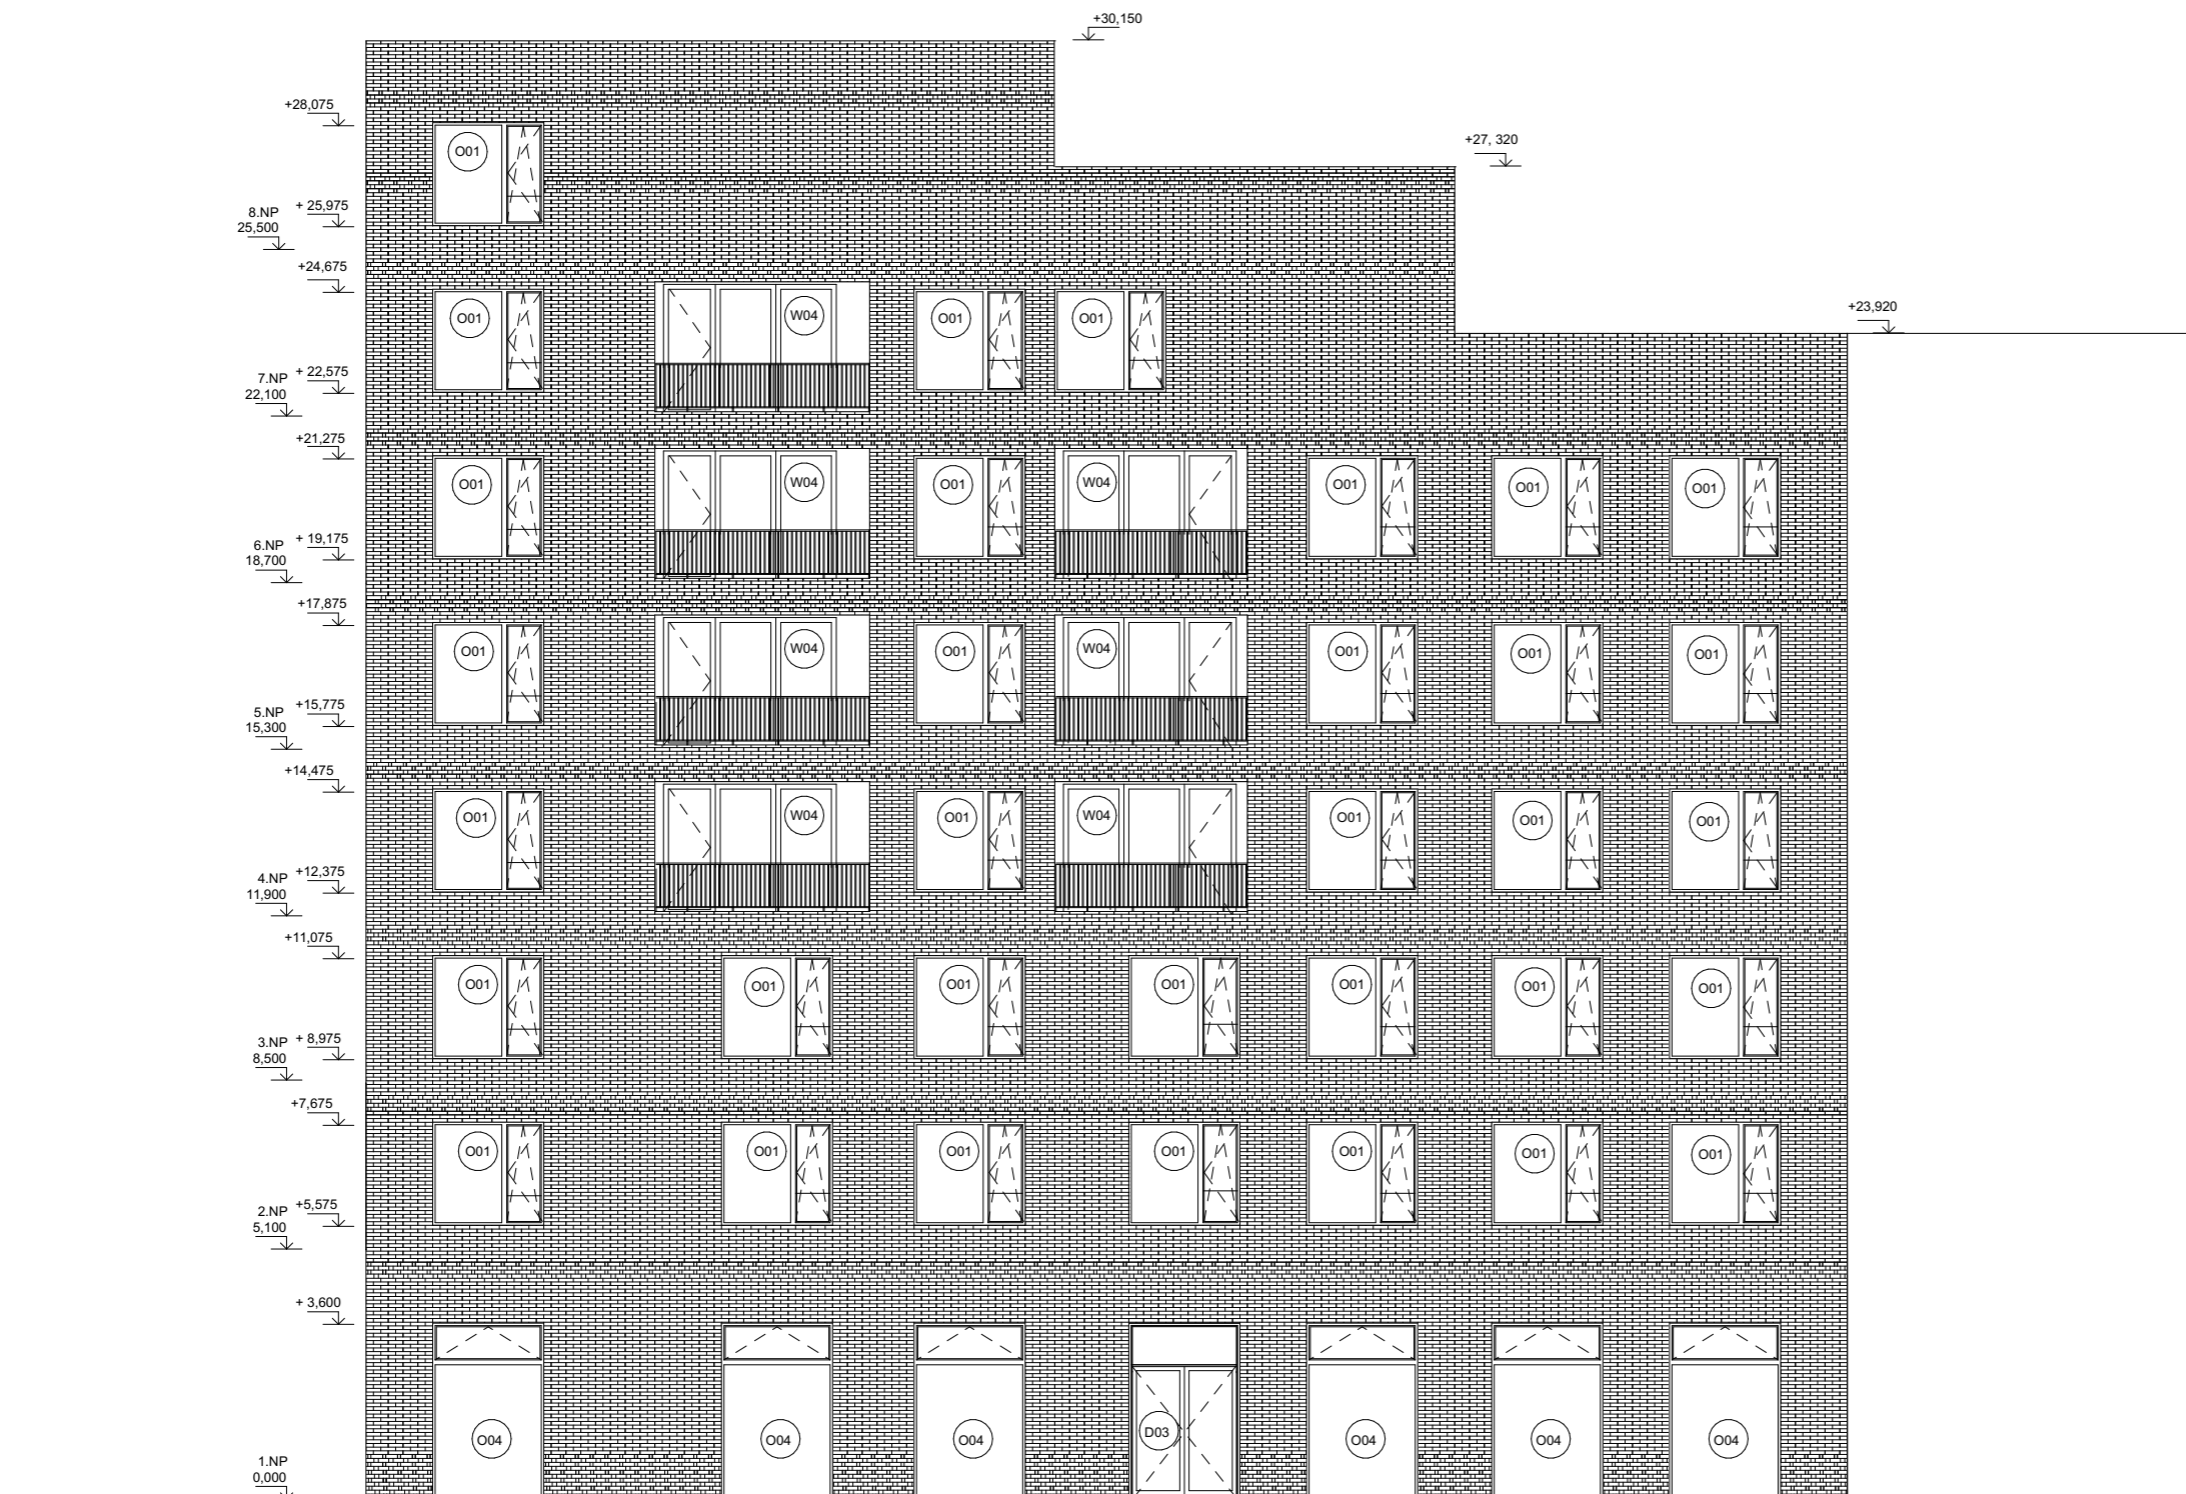 +30,150
+28,075
+27, 320
O01
+ 25,975
8.NP
25,500
+24,675
+23,920
O01
W04
O01
O01
+ 22,575
7.NP
22,100
+21,275
O01
W04
O01
W04
O01
O01
O01
+ 19,175
6.NP
18,700
+17,875
O01
W04
O01
W04
O01
O01
O01
+15,775
5.NP
15,300
+14,475
O01
W04
O01
W04
O01
O01
O01
+12,375
4.NP
11,900
+11,075
O01
O01
O01
O01
O01
O01
O01
+ 8,975
3.NP
8,500
+7,675
O01
O01
O01
O01
O01
O01
O01
+5,575
2.NP
5,100
+ 3,600
O04
O04
O04
D03
O04
O04
O04
1.NP
0,000